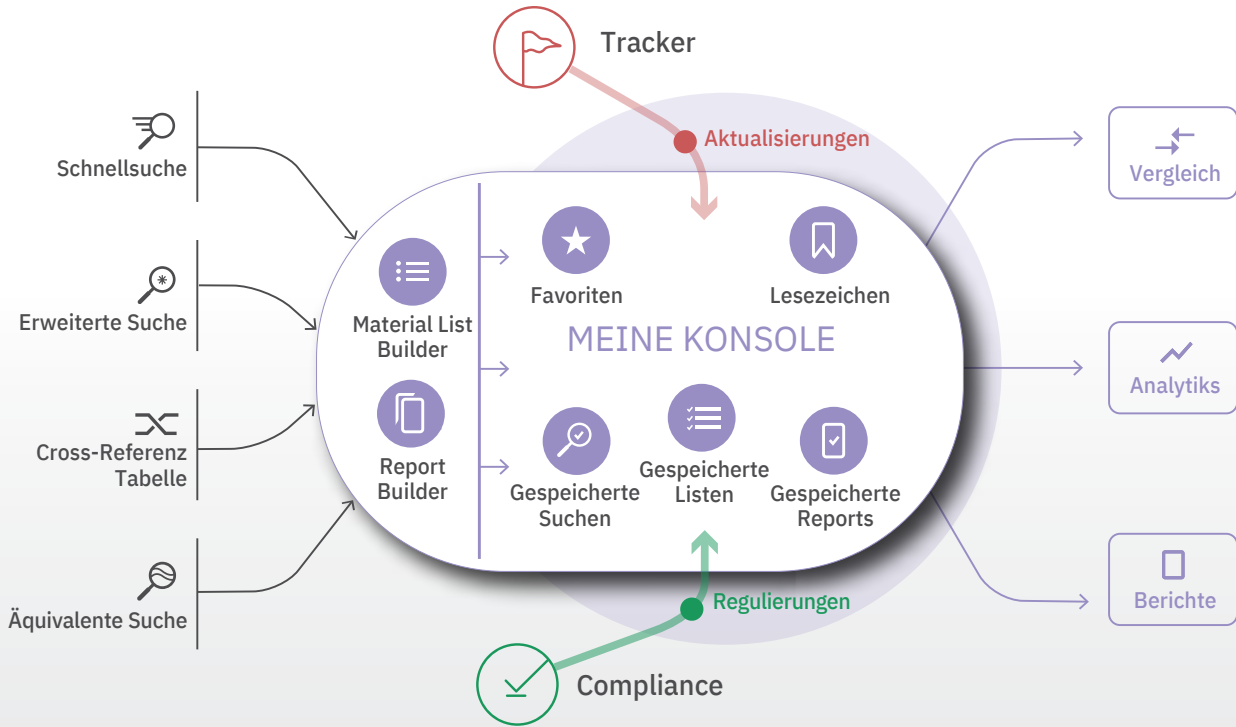 Tracker
Aktualisierungen
Schnellsuche
Erweiterte Suche
Cross-Referenz
Tabelle
Äquivalente Suche
Material List
Builder
Report
Builder
Favoriten
Lesezeichen
MEINE KONSOLE
Gespeicherte
Suchen
Gespeicherte
Listen
Gespeicherte
Reports
Regulierungen
Compliance
Vergleich
Analytiks
Berichte